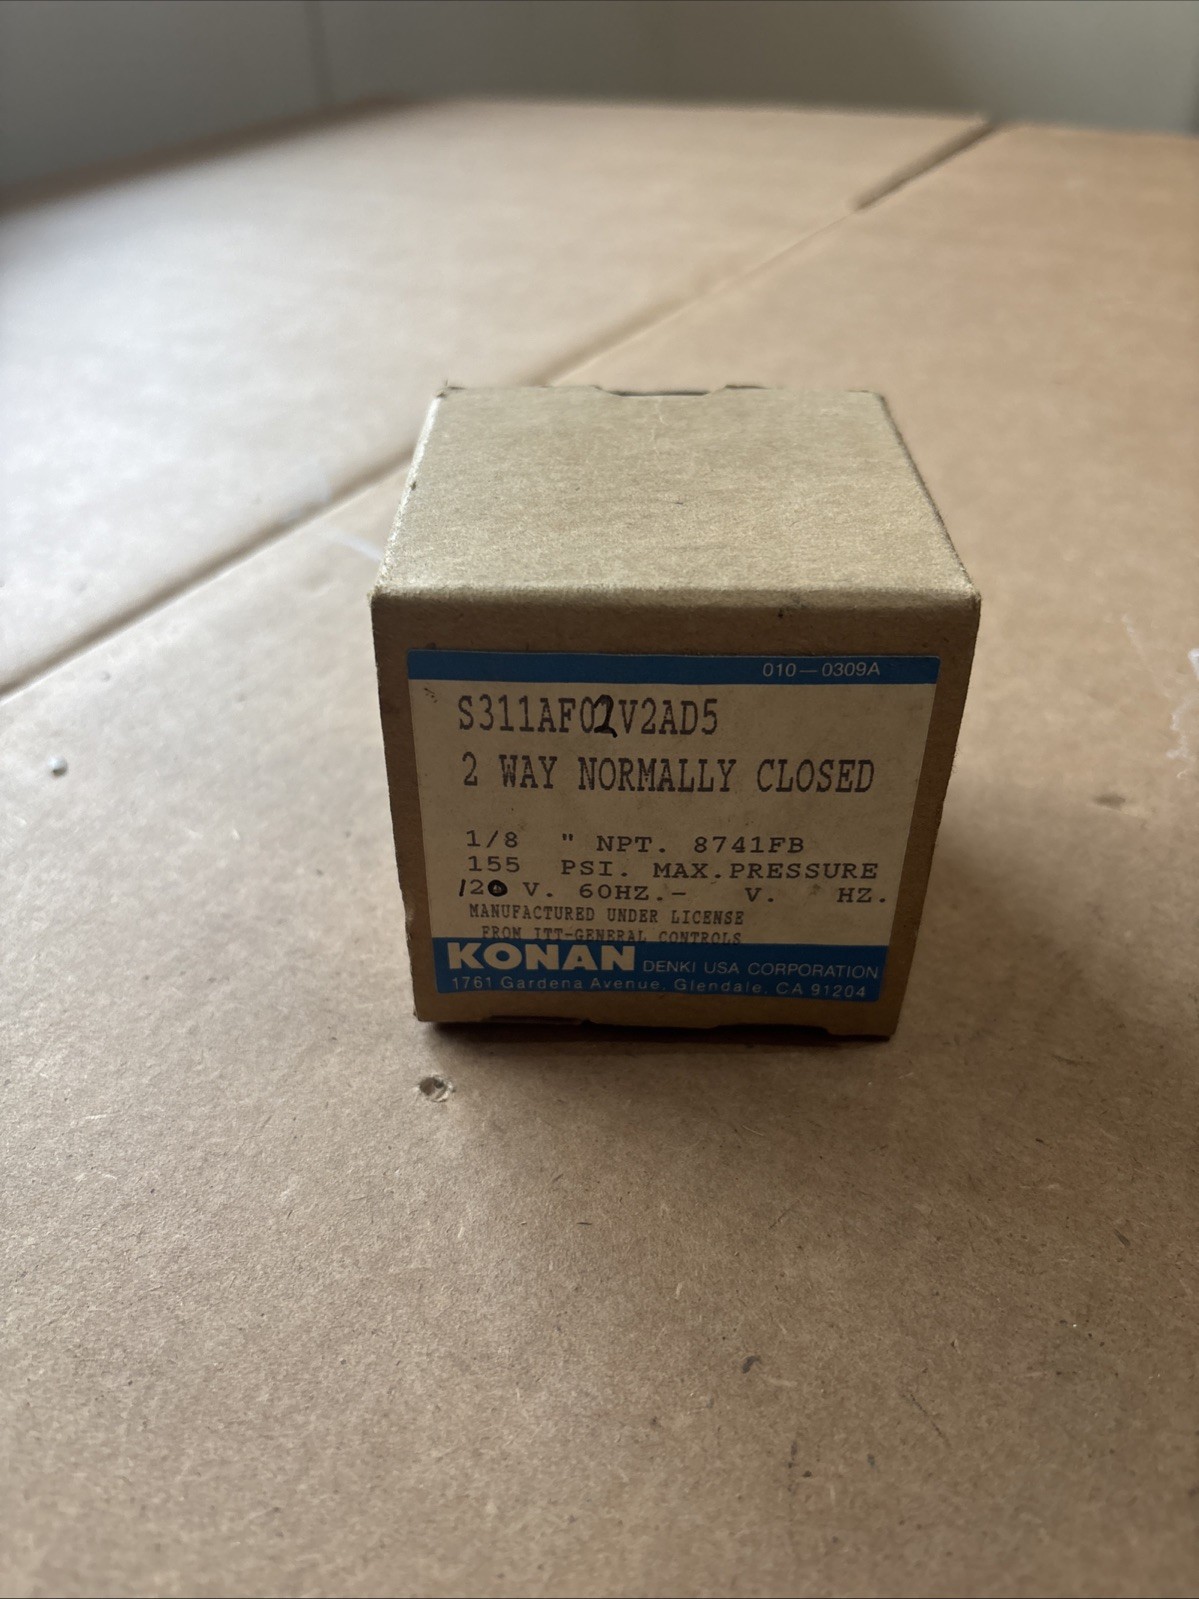 010—0309A
S311AF02V2AD5
2 WAY NORMALLY CLOSED
1/8 " NPT. 8741FB
155 PSI. MAX.PRESSURE
120 V. 60HZ.- V. HZ.
MANUFACTURED UNDER LICENSE
FROM ITT-GENERAL CONTROLS
KONAN DENKI USA CORPORATION
1761 Gardena Avenue, Glendale, CA 91204